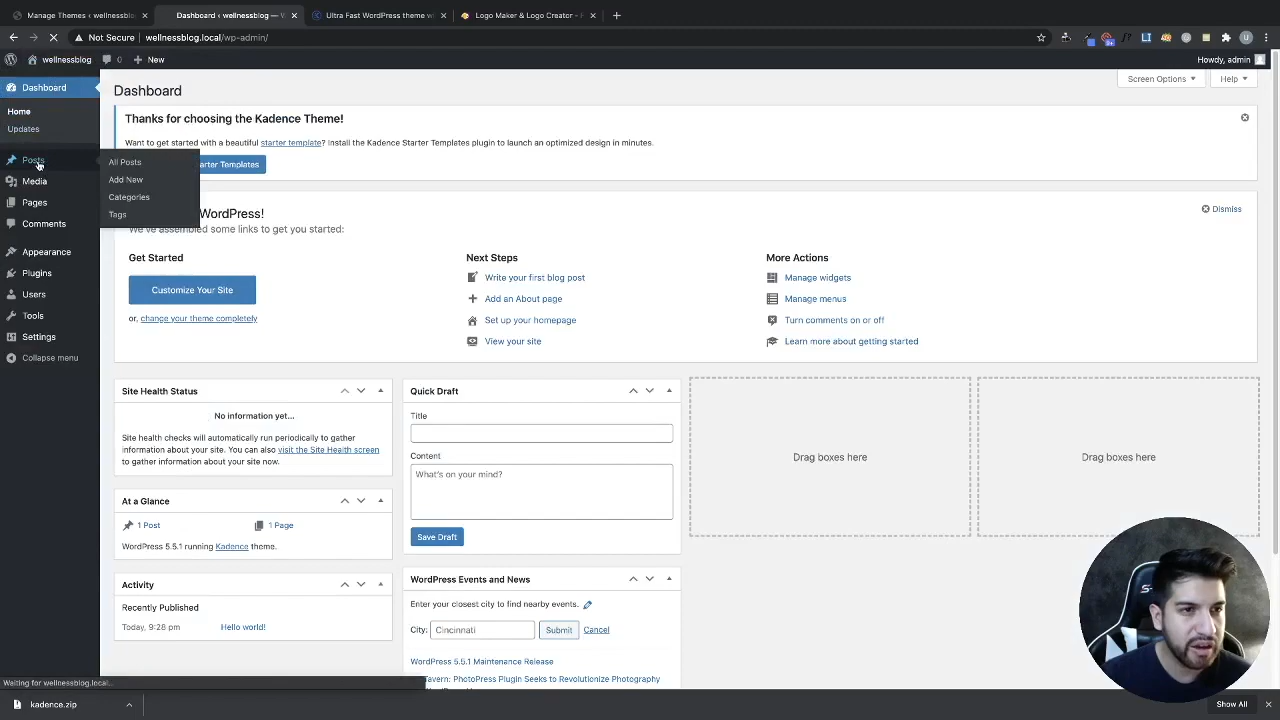 Manage Themes ‹ wellnessblog
Dashboard ‹ wellnessblog — W
Ultra Fast WordPress theme w
Logo Maker & Logo Creator - F
Not Secure
wellnessblog.local/wp-admin/
wellnessblog
0
New
Howdy, admin
Dashboard
Home
Updates
Posts
Media
Pages
Comments
Appearance
Plugins
Users
Tools
Settings
Collapse menu
All Posts
Add New
Categories
Tags
Dashboard
Screen Options
Help
Thanks for choosing the Kadence Theme!
Want to get started with a beautiful starter template? Install the Kadence Starter Templates plugin to launch an optimized design in minutes.
arter Templates
WordPress!
We've assembled some links to get you started:
Dismiss
Get Started
Customize Your Site
or, change your theme completely
Next Steps
Write your first blog post
Add an About page
Set up your homepage
View your site
More Actions
Manage widgets
Manage menus
Turn comments on or off
Learn more about getting started
Site Health Status
No information yet...
Site health checks will automatically run periodically to gather
information about your site. You can also visit the Site Health screen
to gather information about your site now.
At a Glance
1 Post
1 Page
WordPress 5.5.1 running Kadence theme.
Activity
Recently Published
Today, 9:28 pm
Hello world!
Quick Draft
Title
Content
What's on your mind?
Save Draft
WordPress Events and News
Enter your closest city to find nearby events.
City:
Cincinnati
Submit
Cancel
WordPress 5.5.1 Maintenance Release
Tavern: PhotoPress Plugin Seeks to Revolutionize Photography
Drag boxes here
Drag boxes here
Waiting for wellnessblog.local...
kadence.zip
Show All